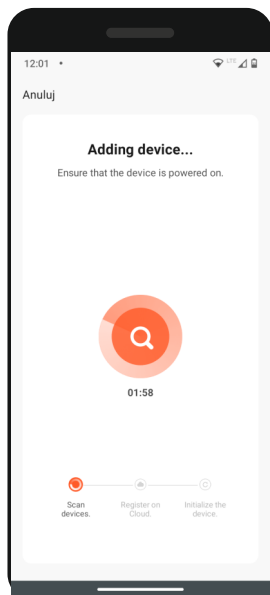 12:01
LTE
Anuluj
Adding device...
Ensure that the device is powered on.
01:58
Scan devices.
Register on Cloud.
Initialize the device.